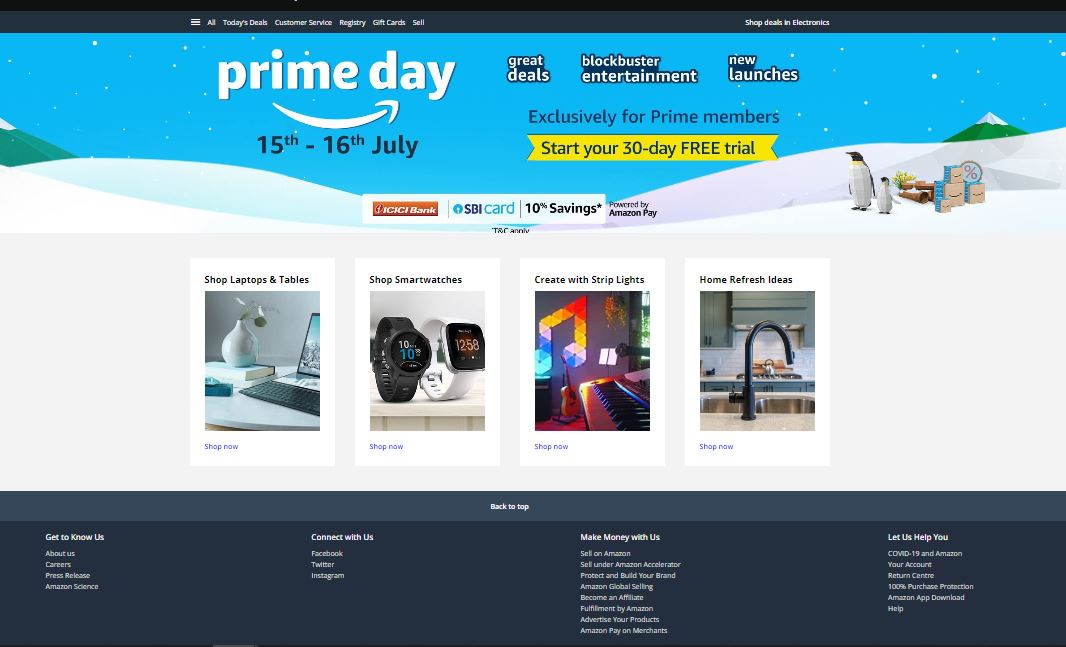 All Today's Deals Customer Service Registry Gift Cards Sell Shop deals in Electronics
prime day
15th - 16th July
great
deals
blockbuster
entertainment
new
launches
Exclusively for Prime members
Start your 30-day FREE trial
ICICI Bank SBI card 10% Savings* Powered by
Amazon Pay
*T&C apply
Shop Laptops & Tables
Shop now
Shop Smartwatches
10:
10:58
Shop now
Create with Strip Lights
Shop now
Home Refresh Ideas
Shop now
Back to top
Get to Know Us
About us
Careers
Press Release
Amazon Science
Connect with Us
Facebook
Twitter
Instagram
Make Money with Us
Sell on Amazon
Sell under Amazon Accelerator
Protect and Build Your Brand
Amazon Global Selling
Become an Affiliate
Fulfillment by Amazon
Advertise Your Products
Amazon Pay on Merchants
Let Us Help You
COVID-19 and Amazon
Your Account
Return Centre
100% Purchase Protection
Amazon App Download
Help